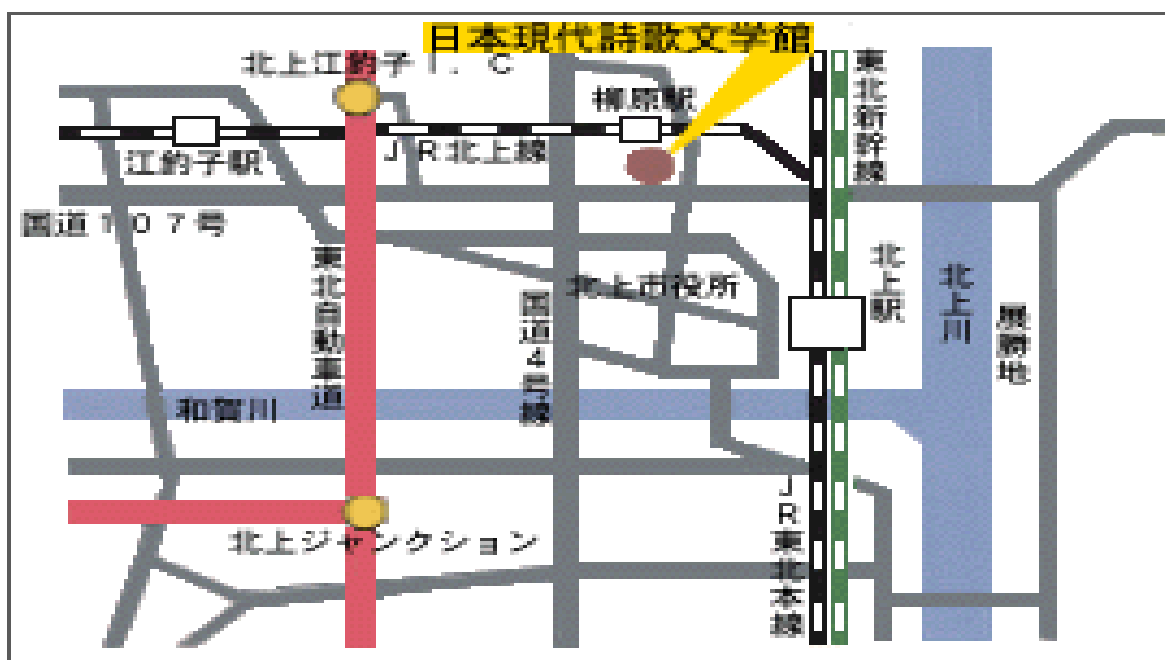 日本現代詩歌文学館
北上江釣子I．C
柳原駅
東北新幹線
江釣子駅
JR北上線
国道107号
東北自動車道
国道4号線
北上市役所
北上駅
北上川
展勝地
和賀川
北上ジャンクション
JR東北本線